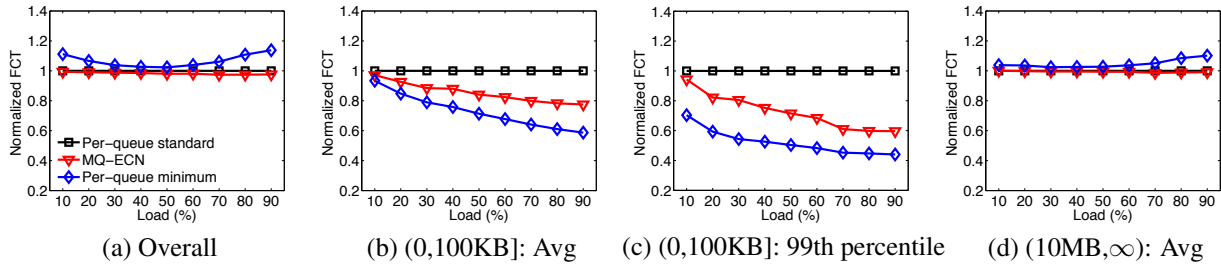 Normalized FCT
1.4
1.2
1
0.8
0.6
0.4
0.2
Per-queue standard
MQ-ECN
Per-queue minimum
10 20 30 40 50 60 70 80 90
Load (%)
(a) Overall
Normalized FCT
1.4
1.2
1
0.8
0.6
0.4
0.2
10 20 30 40 50 60 70 80 90
Load (%)
(b) (0,100KB]: Avg
Normalized FCT
1.4
1.2
1
0.8
0.6
0.4
0.2
10 20 30 40 50 60 70 80 90
Load (%)
(c) (0,100KB]: 99th percentile
Normalized FCT
1.4
1.2
1
0.8
0.6
0.4
0.2
10 20 30 40 50 60 70 80 90
Load (%)
(d) (10MB,∞): Avg